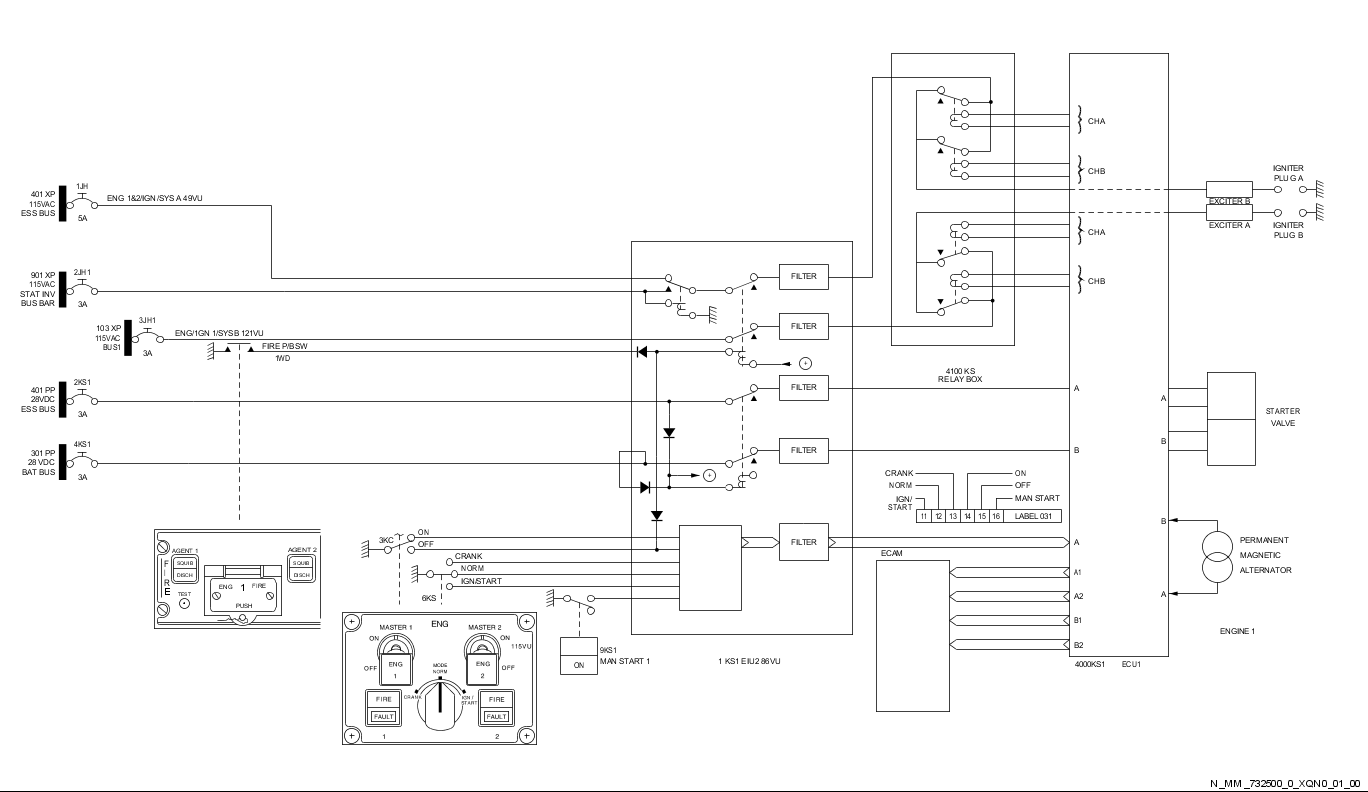 401 XP
115VAC
ESS BUS
1JH
5A
ENG 1&2/IGN/SYS A 49VU
901 XP
115VAC
STAT INV
BUS BAR
2JH1
3A
103 XP
115VAC
BUS1
3JH1
3A
ENG/1GN 1/SYSB 121VU
FIRE P/BSW
1WD
401 PP
28VDC
ESS BUS
2KS1
3A
301 PP
28 VDC
BAT BUS
4KS1
3A
FILTER
FILTER
FILTER
FILTER
FILTER
+
+
4100 KS
RELAY BOX
CHA
CHB
CHA
CHB
EXCITER B
EXCITER A
IGNITER
PLUG A
IGNITER
PLUG B
A
B
A
B
STARTER
VALVE
CRANK
NORM
IGN/
START
ON
OFF
MAN START
11 12 13 14 15 16 LABEL 031
A
B
A
PERMANENT
MAGNETIC
ALTERNATOR
ECAM
A1
A2
B1
B2
ENGINE 1
4000KS1 ECU1
3KC
ON
OFF
CRANK
NORM
IGN/START
6KS
9KS1
MAN START 1
ON
1 KS1 EIU2 86VU
AGENT 1
SQUIB
DISCH
TEST
FIRE
ENG 1 FIRE
PUSH
AGENT 2
SQUIB
DISCH
ENG
MASTER 1
MASTER 2
ON
ON
115VU
OFF
OFF
ENG
1
ENG
2
MODE
NORM
CRANK
IGN /
START
FIRE
FAULT
FIRE
FAULT
1
2
N_MM_732500_0_XQN0_01_00